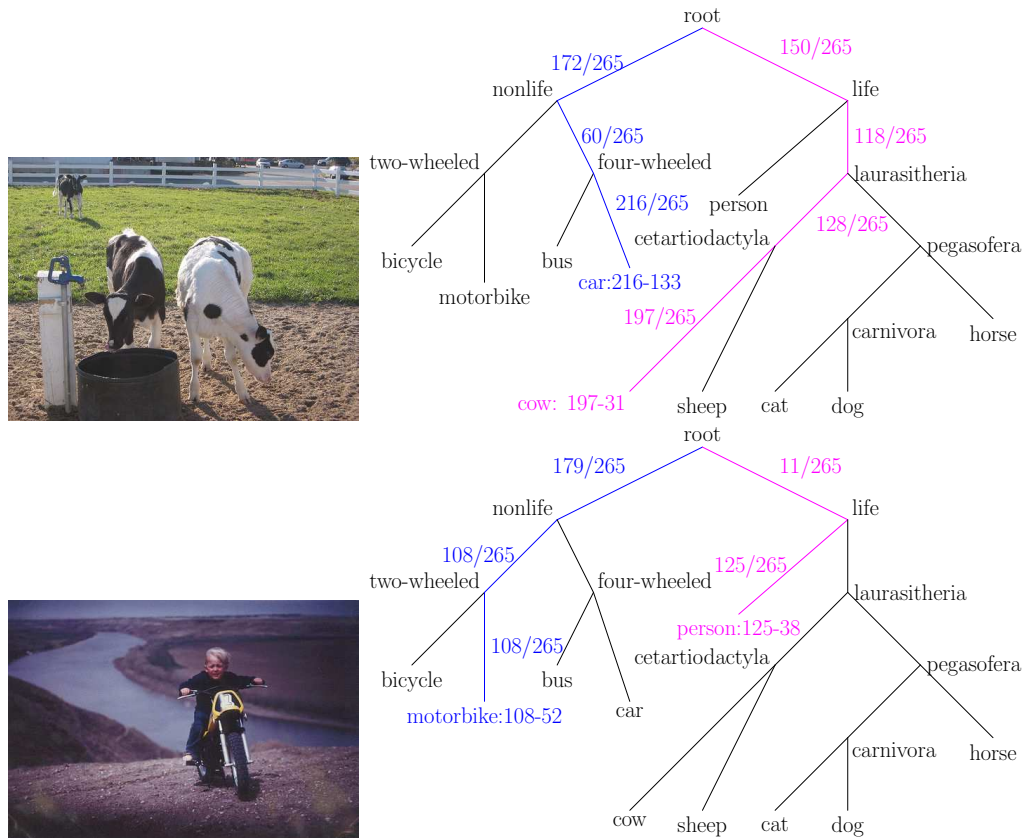 root
172/265
150/265
nonlife
life
60/265
118/265
two-wheeled
four-wheeled
laurasitheria
216/265
person
128/265
cetartiodactyla
pegasofera
bicycle
bus
car:216-133
motorbike
197/265
carnivora
horse
cow: 197-31
sheep
cat
dog
root
179/265
11/265
nonlife
life
108/265
125/265
two-wheeled
four-wheeled
laurasitheria
person:125-38
108/265
cetartiodactyla
pegasofera
bicycle
bus
motorbike:108-52
car
carnivora
horse
cow
sheep
cat
dog